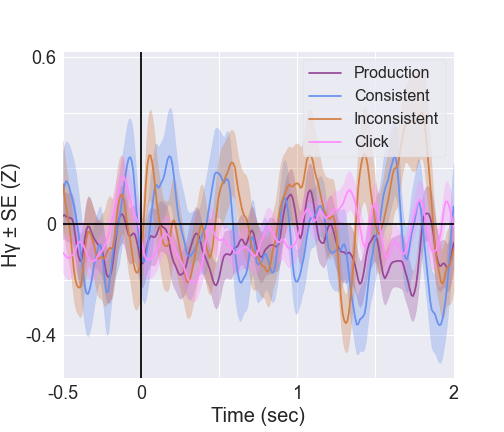 0.6
0
-0.4
Hγ ± SE (Z)
Production
Consistent
Inconsistent
Click
-0.5
0
1
2
Time (sec)